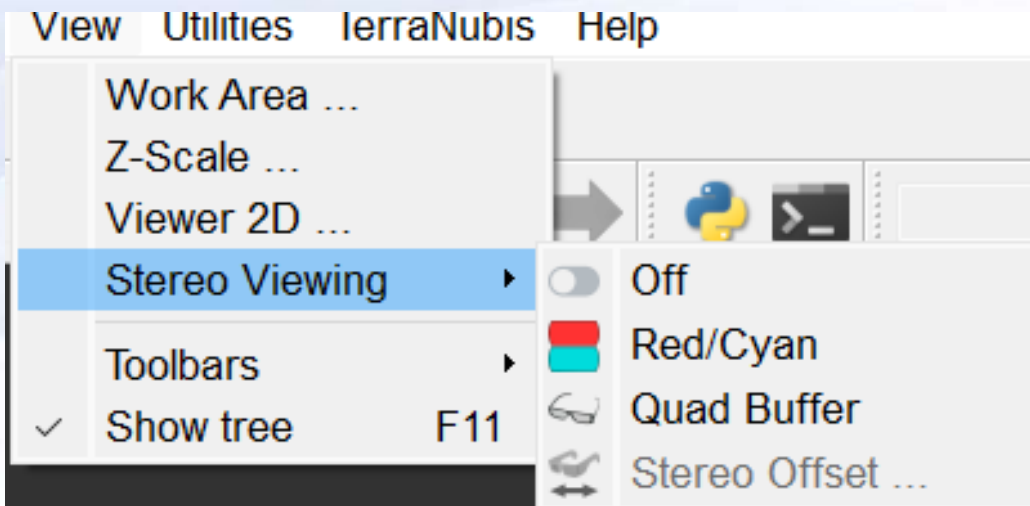 View Utilities TerraNubis Help
Work Area ...
Z-Scale ...
Viewer 2D ...
Stereo Viewing
Toolbars
Show tree F11
Off
Red/Cyan
Quad Buffer
Stereo Offset ...